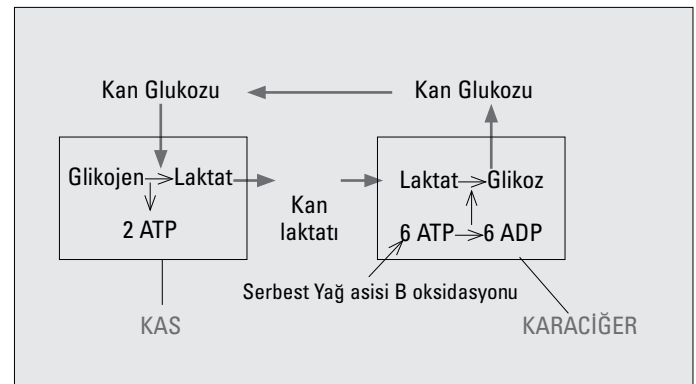 Kan Glukozu Kan Glukozu
Glikojen Laktat
2 ATP
Kan
laktatı
Laktat Glikoz
6 ATP 6 ADP
Serbest Yağ asisi B oksidasyonu
KAS
KARACİĞER